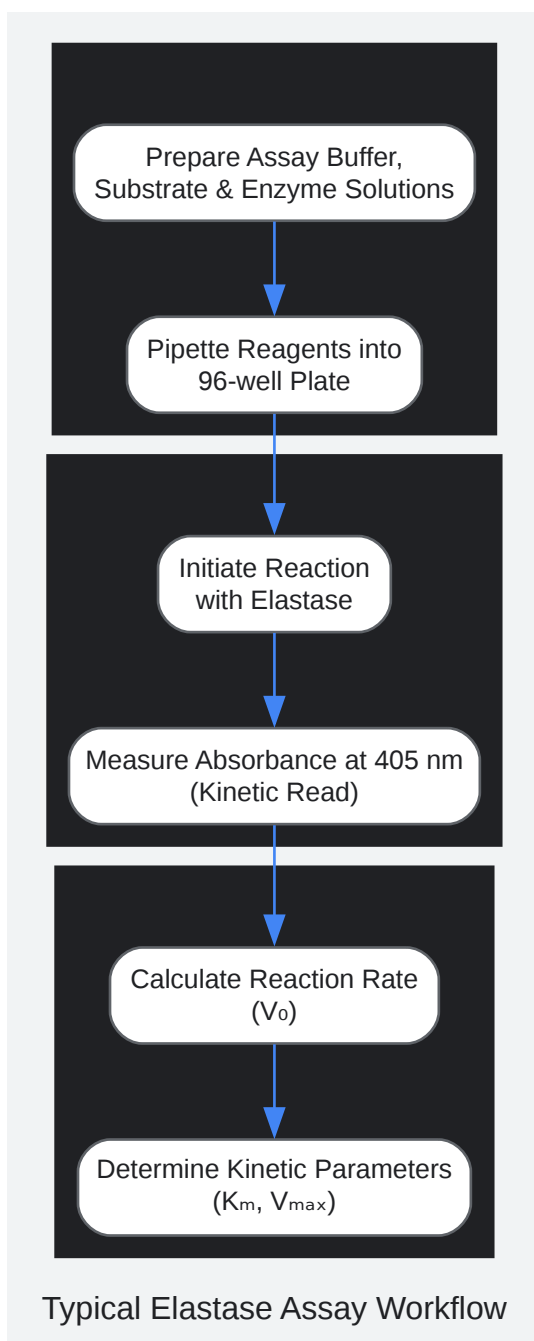 Prepare Assay Buffer,
Substrate & Enzyme Solutions
Pipette Reagents into
96-well Plate
Initiate Reaction
with Elastase
Measure Absorbance at 405 nm
(Kinetic Read)
Calculate Reaction Rate
(V₀)
Determine Kinetic Parameters
(Kₘ, Vₘₐₓ)
Typical Elastase Assay Workflow